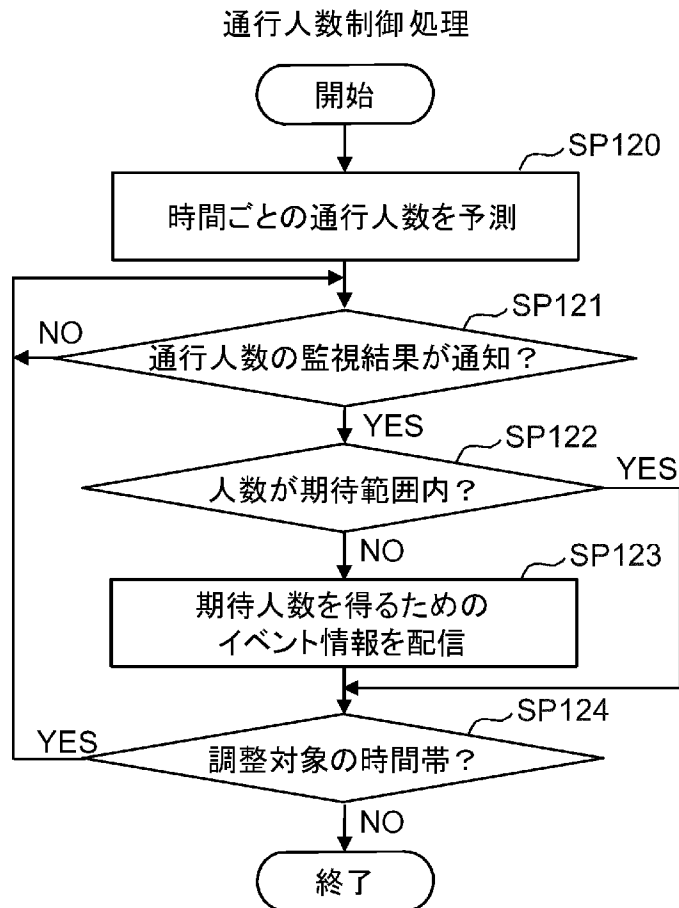 通行人数制御処理
開始
SP120
時間ごとの通行人数を予測
SP121
NO
通行人数の監視結果が通知？
YES
SP122
YES
人数が期待範囲内？
NO
SP123
期待人数を得るための
イベント情報を配信
SP124
YES
調整対象の時間帯？
NO
終了